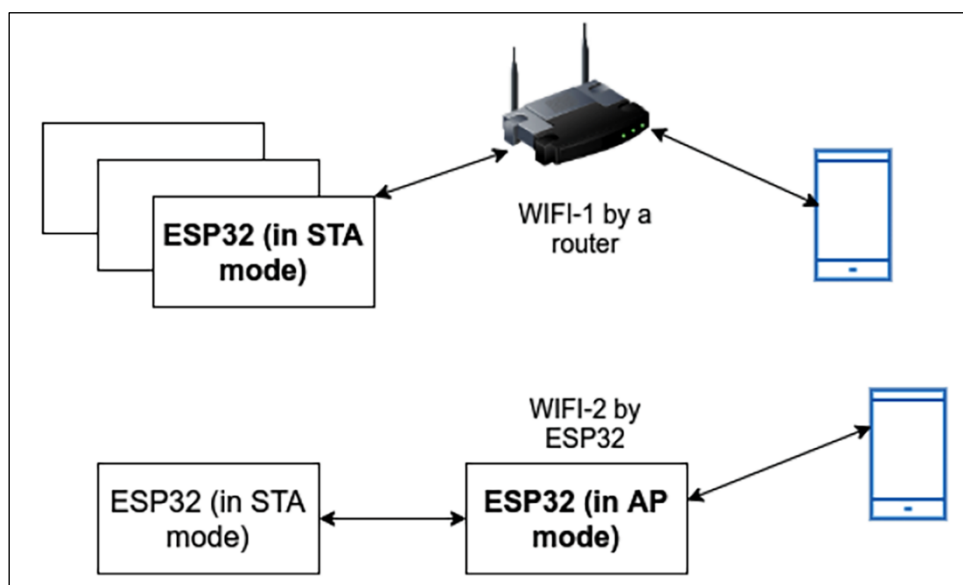 WIFI-1 by a
router
ESP32 (in STA
mode)
WIFI-2 by
ESP32
ESP32 (in STA
mode)
ESP32 (in AP
mode)